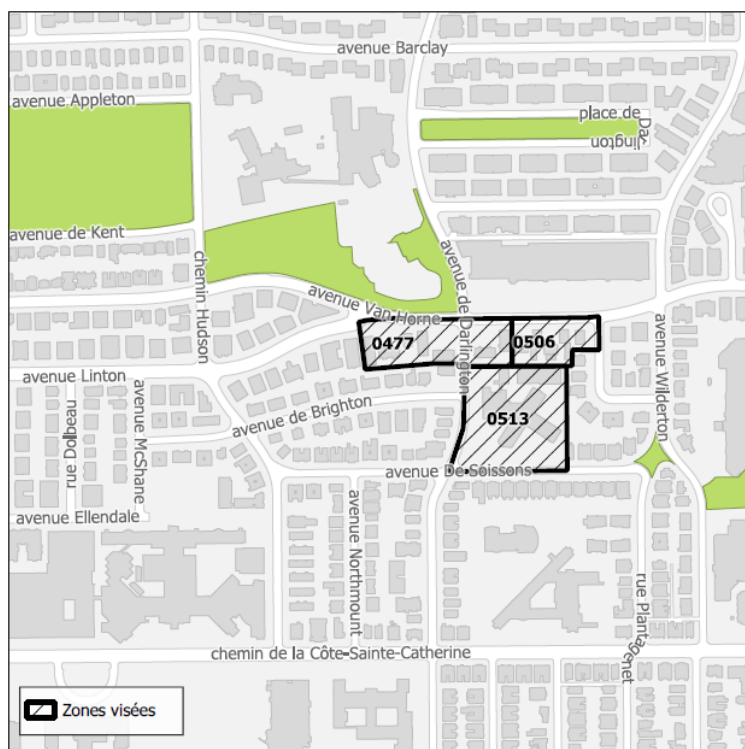 avenue Barclay
avenue Appleton
place de Darlington
avenue de Kent
chemin Hudson
avenue de Darlington
avenue Van Horne
0477
0506
avenue Wilderton
avenue Linton
rue Dolbeau
avenue McShane
avenue de Brighton
0513
avenue De Soissons
avenue Ellendale
avenue Northmount
rue Plantagenet
chemin de la Côte-Sainte-Catherine
Zones visées